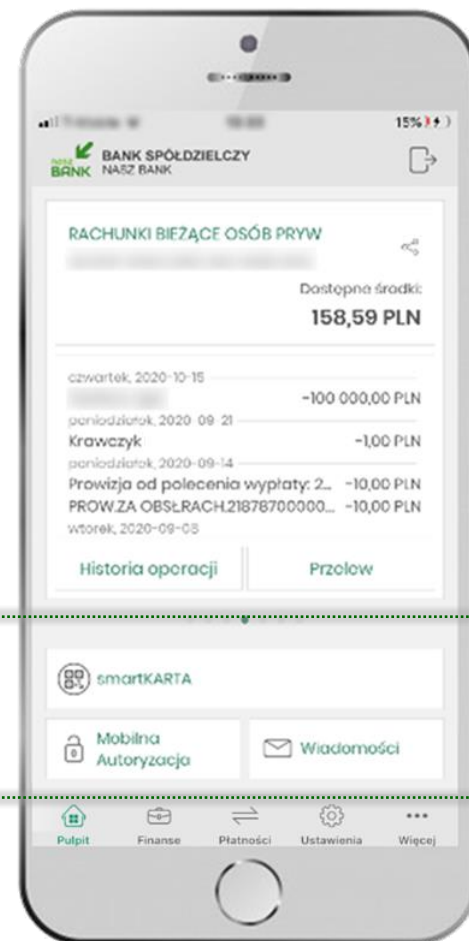 15%
NASZ BANK
BANK SPÓŁDZIELCZY
NASZ BANK
RACHUNKI BIEŻĄCE OSÓB PRYW
Dostępne środki:
158,59 PLN
czwartek, 2020-10-15
-100 000,00 PLN
poniedziałek, 2020-09-21
Krawczyk -1,00 PLN
poniedziałek, 2020-09-14
Prowizja od polecenia wypłaty: 2... -10,00 PLN
PROW.ZA OBSŁRACH.21878700000... -10,00 PLN
wtorek, 2020-09-08
Historia operacji Przelew
smartKARTA
Mobilna
Autoryzacja
Wiadomości
Pulpit Finanse Płatności Ustawienia Więcej